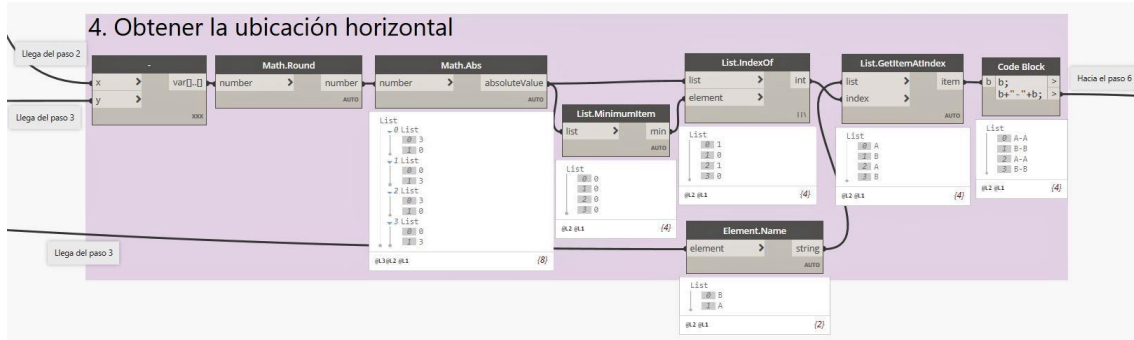 4. Obtener la ubicación horizontal
Llega del paso 2
Llega del paso 3
-
x > var[]..[]
y >
XXX
Math.Round
number > number
AUTO
Math.Abs
number > absoluteValue
AUTO
List
0 List
0 3
1 0
1 List
0 0
1 3
2 List
0 3
1 0
3 List
0 0
1 3
@L3 @L2 @L1 {8}
List.MinimumItem
list > min
AUTO
List
0 0
1 0
2 0
3 0
@L2 @L1 {4}
List.IndexOf
list > int
element >
List
0 1
1 0
2 1
3 0
@L2 @L1 {4}
Llega del paso 3
Element.Name
element > string
AUTO
List
0 B
1 A
@L2 @L1 {2}
List.GetItemAtIndex
list > item
index >
AUTO
List
0 A
1 B
2 A
3 B
@L2 @L1 {4}
Code Block
b b; >
b+"-"+b; >
List
0 A-A
1 B-B
2 A-A
3 B-B
@L2 @L1 {4}
Hacia el paso 6